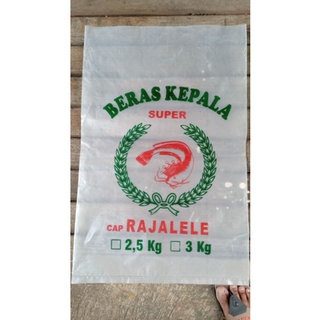 BERAS KEPALA
SUPER
CAP RAJALELE
☐ 2,5 Kg ☐ 3 Kg